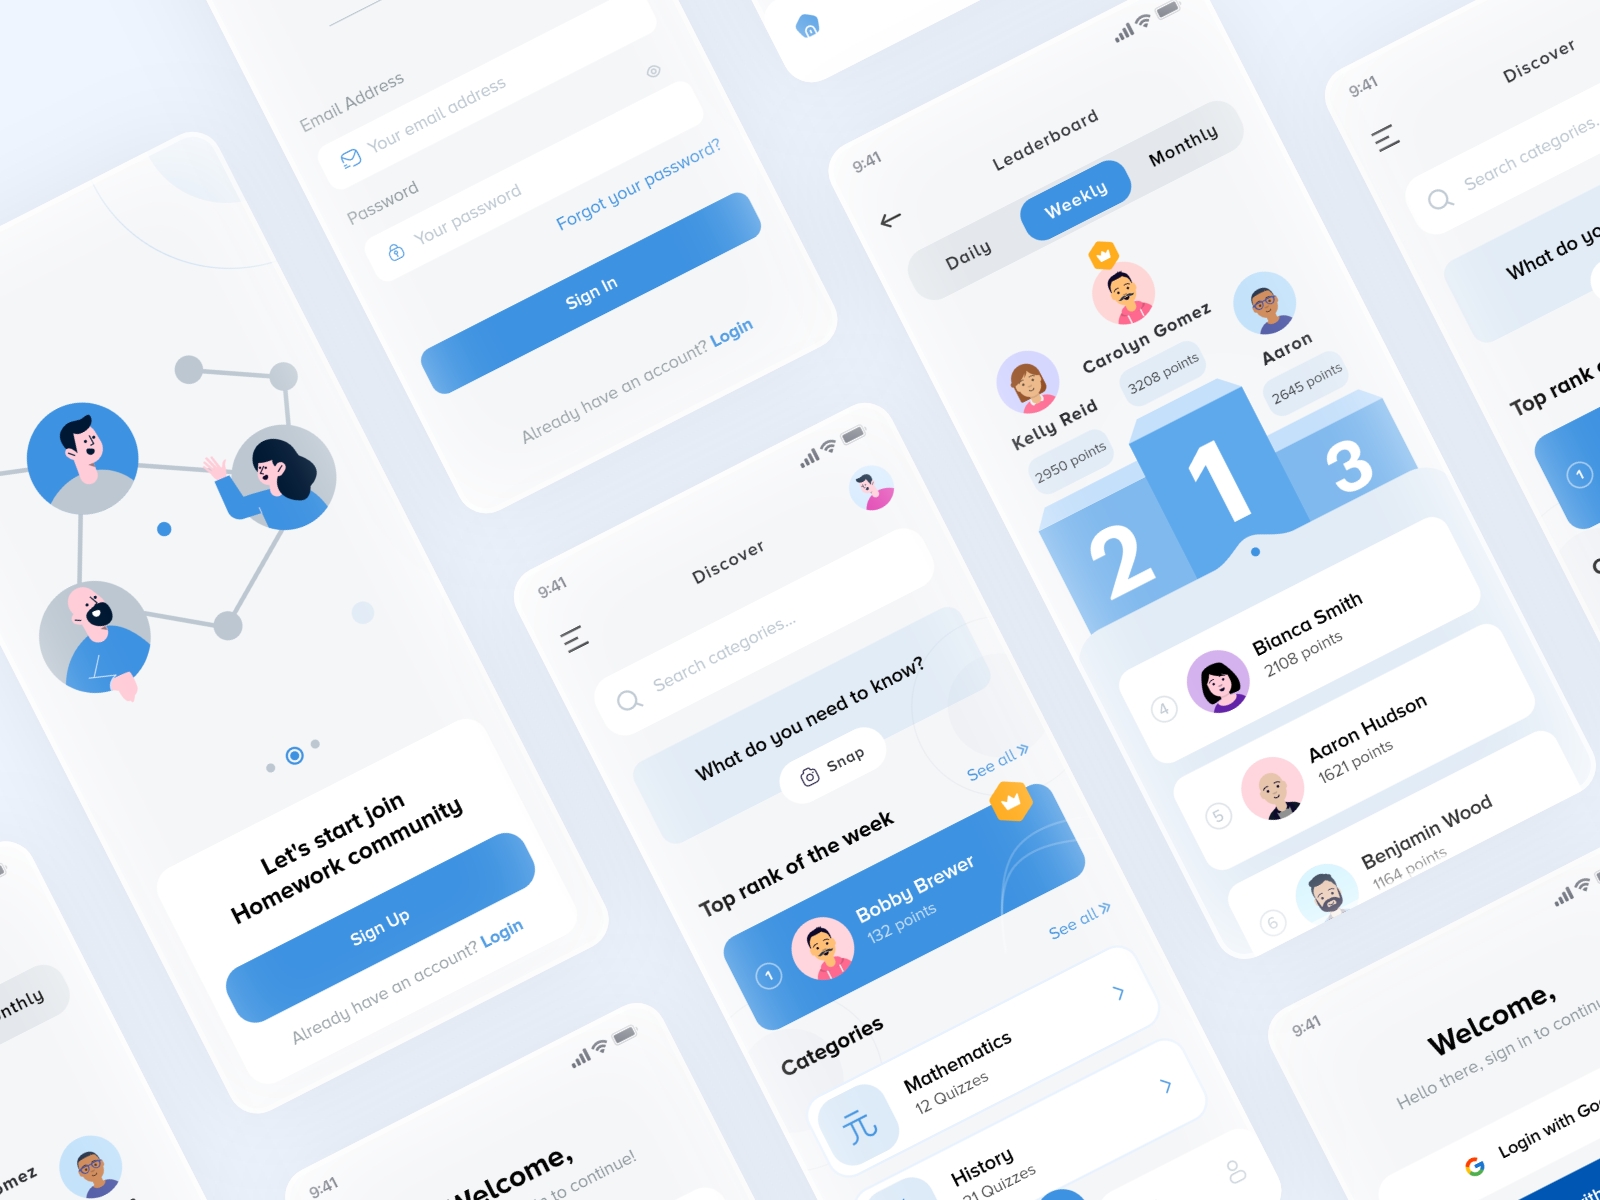 Email Address
Your email address
Password
Your password
Forgot your password?
Sign In
Already have an account? Login
Let's start join
Homework community
Sign Up
Already have an account? Login
9:41
Discover
Search categories...
What do you need to know?
Snap
See all
Top rank of the week
1
Bobby Brewer
132 points
See all
Categories
元
Mathematics
12 Quizzes
History
21 Quizzes
9:41
Leaderboard
Daily
Weekly
Monthly
Carolyn Gomez
3208 points
Aaron
2645 points
Kelly Reid
2950 points
1
2
3
4
Bianca Smith
2108 points
5
Aaron Hudson
1621 points
6
Benjamin Wood
1164 points
9:41
Discover
Search categories...
What do yo
Top rank
1
9:41
Welcome,
Hello there, sign in to continu
Login with Goo
with
9:41
Welcome,
in to continue!
nthly
omez